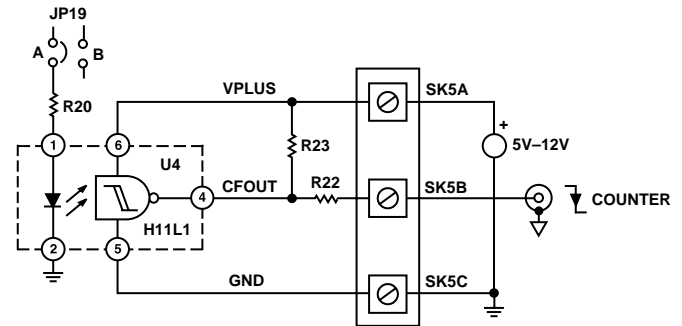 JP19
A
B
R20
VPLUS
SK5A
1
6
U4
R23
+
5V–12V
4
CFOUT
R22
SK5B
COUNTER
H11L1
2
5
GND
SK5C